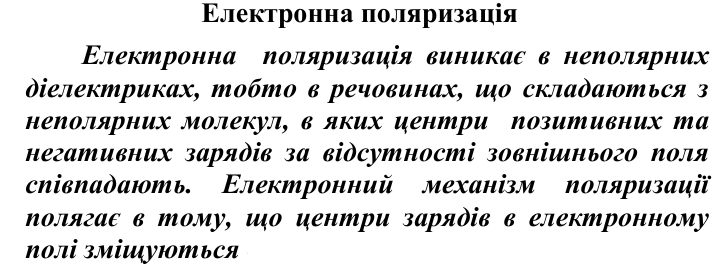 Електронна поляризація
Електронна поляризація виникає в неполярних
діелектриках, тобто в речовинах, що складаються з
неполярних молекул, в яких центри позитивних та
негативних зарядів за відсутності зовнішнього поля
співпадають. Електронний механізм поляризації
полягає в тому, що центри зарядів в електронному
полі зміщуються